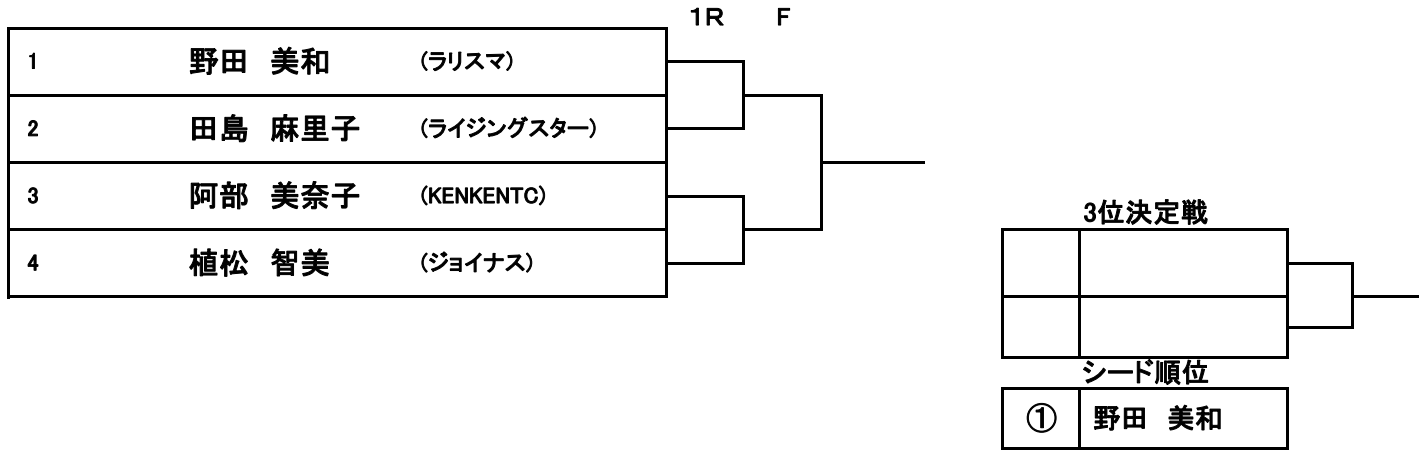 1R F
1 野田 美和 (ラリスマ)
2 田島 麻里子 (ライジングスター)
3 阿部 美奈子 (KENKENTC)
4 植松 智美 (ジョイナス)
3位決定戦
シード順位
① 野田 美和